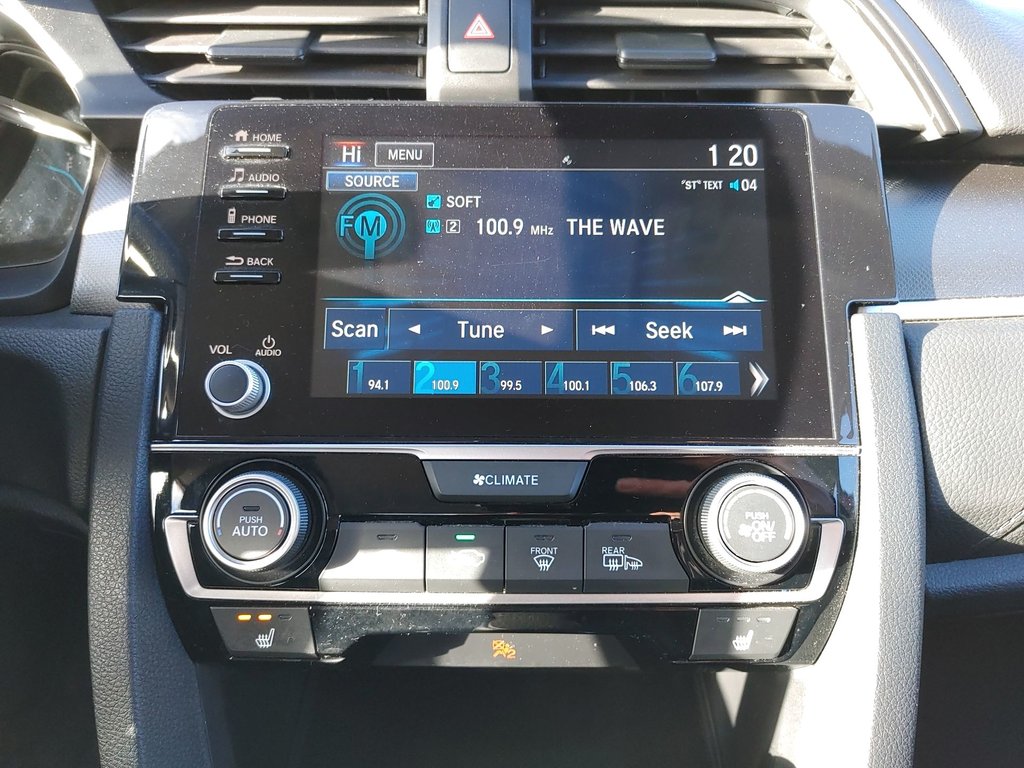 HOME
Hi MENU 1 20
SOURCE "ST" TEXT 04
AUDIO
SOFT
FM
PHONE
2 100.9 MHz THE WAVE
BACK
Scan Tune Seek
VOL AUDIO
1 94.1 2 100.9 3 99.5 4 100.1 5 106.3 6 107.9
CLIMATE
PUSH AUTO
PUSH ON/OFF
FRONT
REAR
2